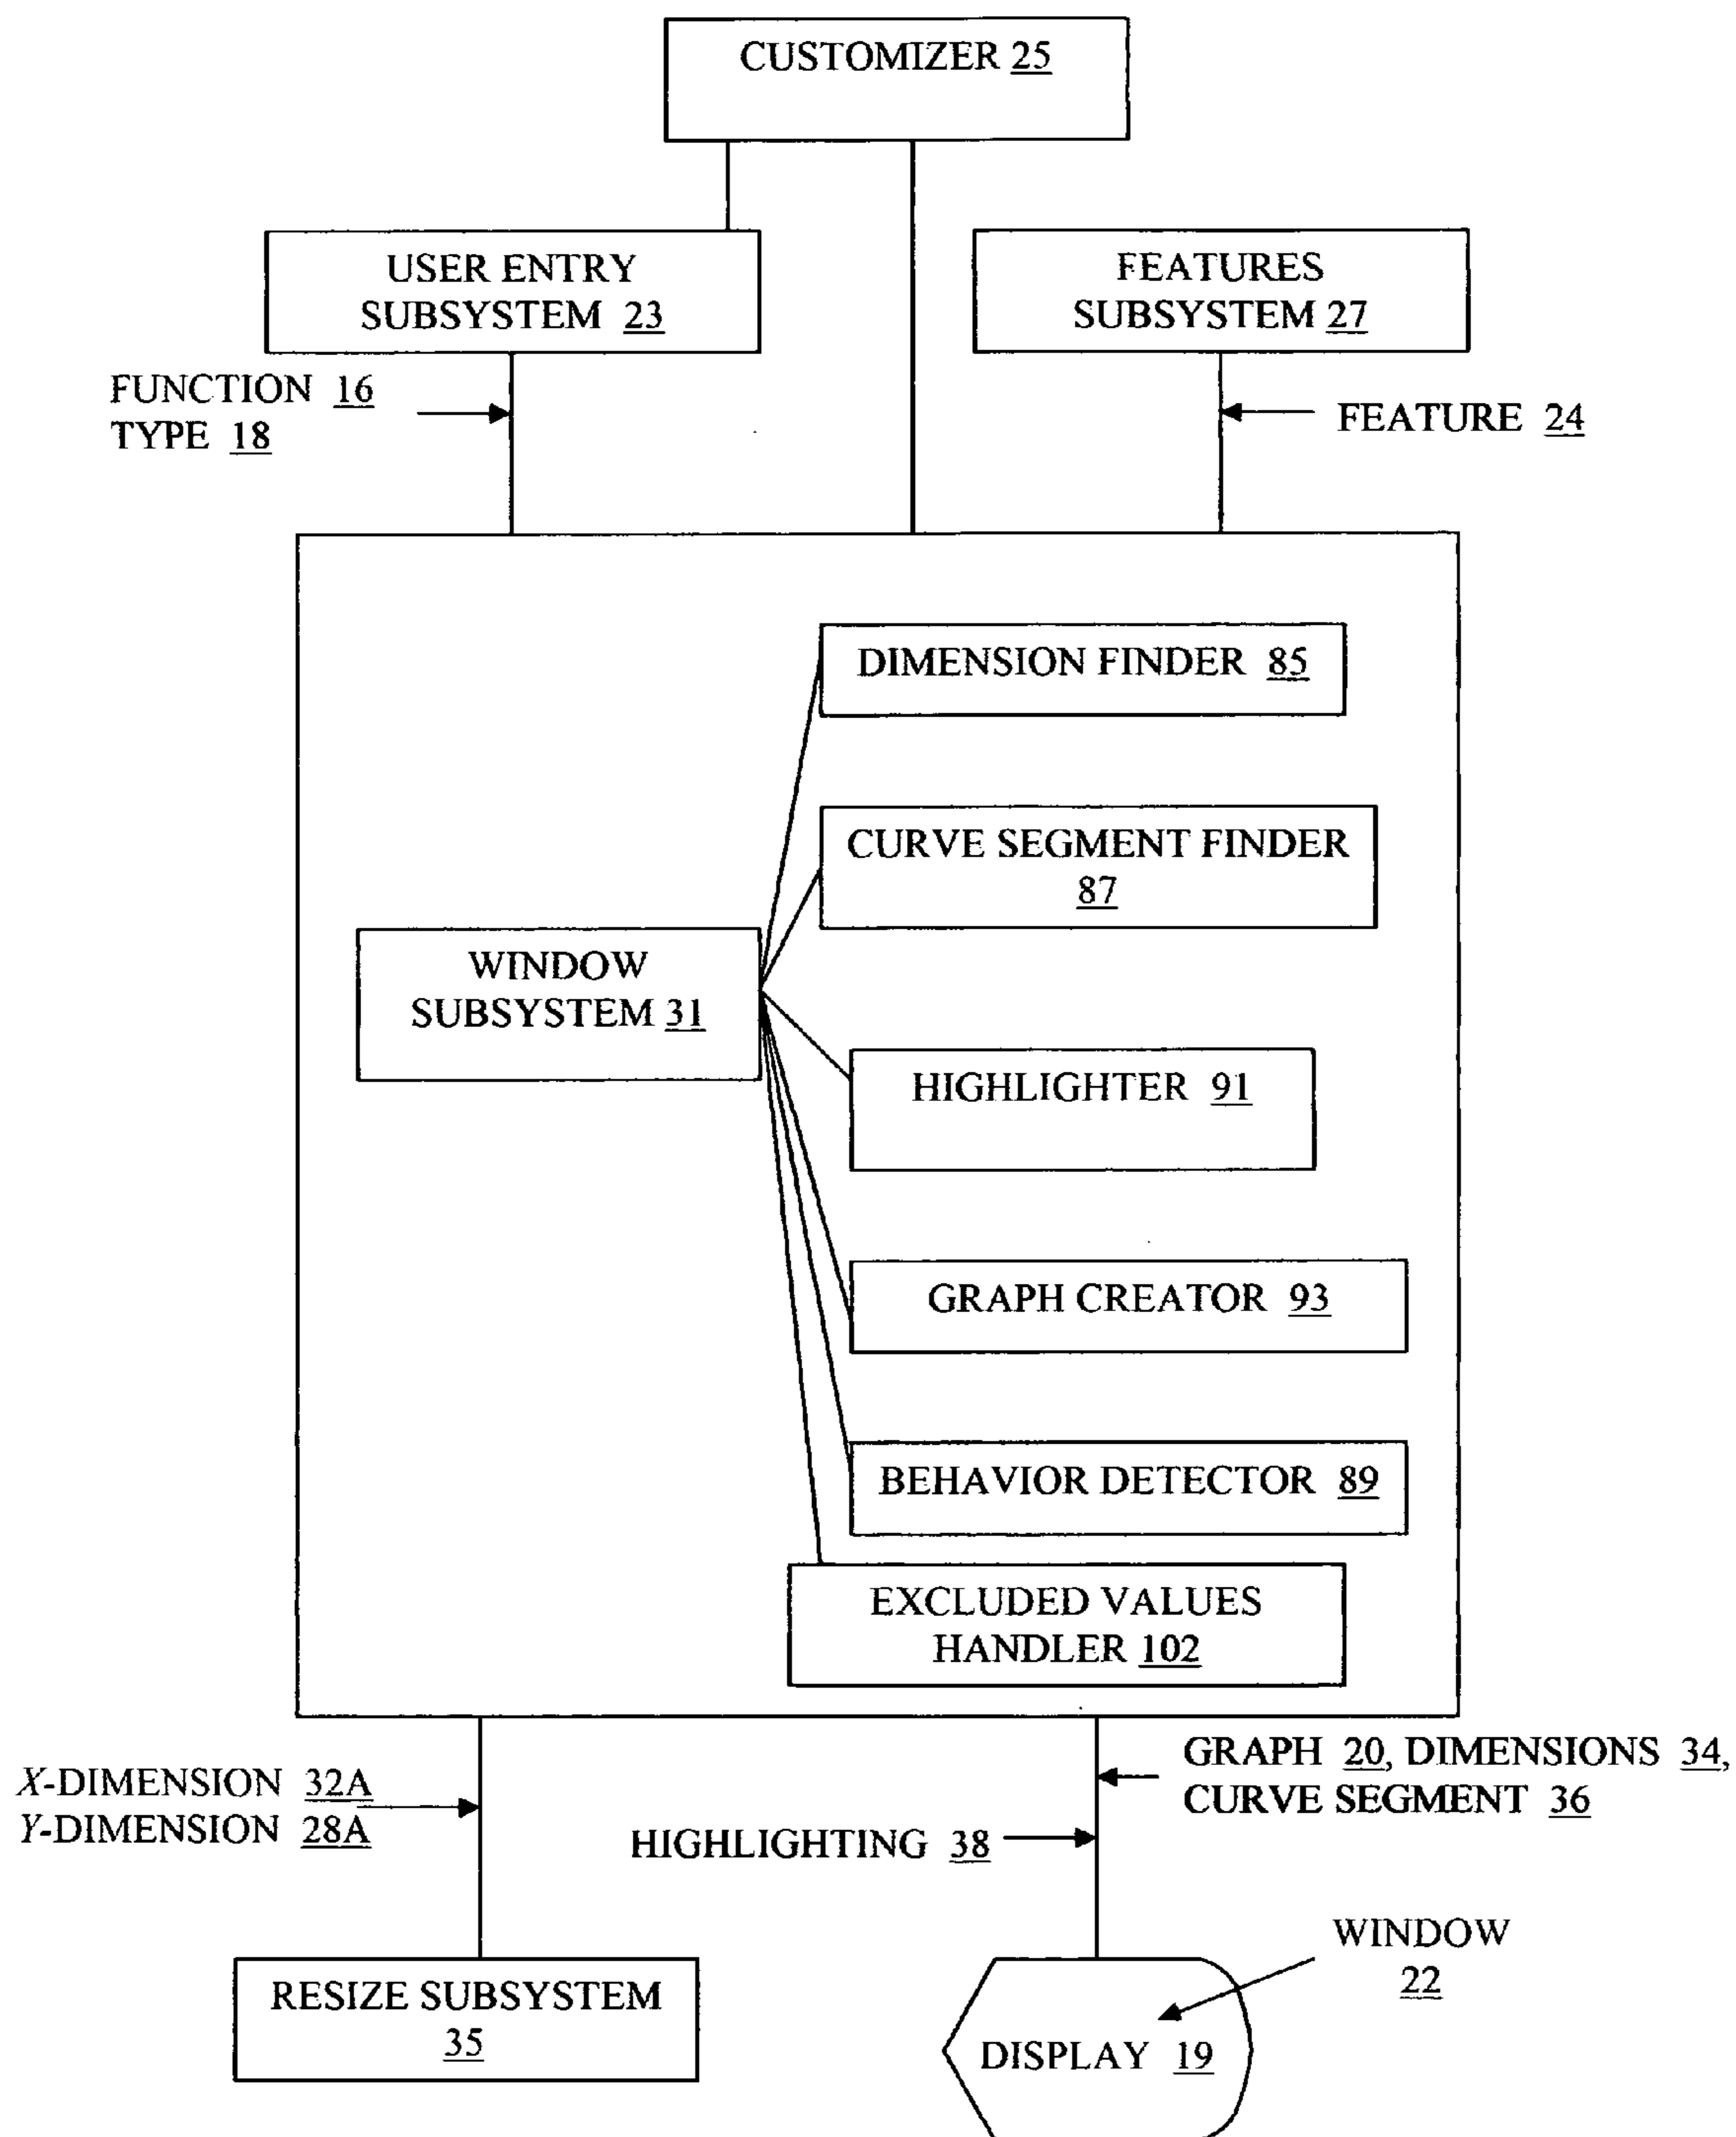 CUSTOMIZER 25
USER ENTRY
SUBSYSTEM 23
FEATURES
SUBSYSTEM 27
FUNCTION 16
TYPE 18
FEATURE 24
DIMENSION FINDER 85
CURVE SEGMENT FINDER
87
WINDOW
SUBSYSTEM 31
HIGHLIGHTER 91
GRAPH CREATOR 93
BEHAVIOR DETECTOR 89
EXCLUDED VALUES
HANDLER 102
X-DIMENSION 32A
Y-DIMENSION 28A
GRAPH 20, DIMENSIONS 34,
CURVE SEGMENT 36
HIGHLIGHTING 38
WINDOW
22
RESIZE SUBSYSTEM
35
DISPLAY 19